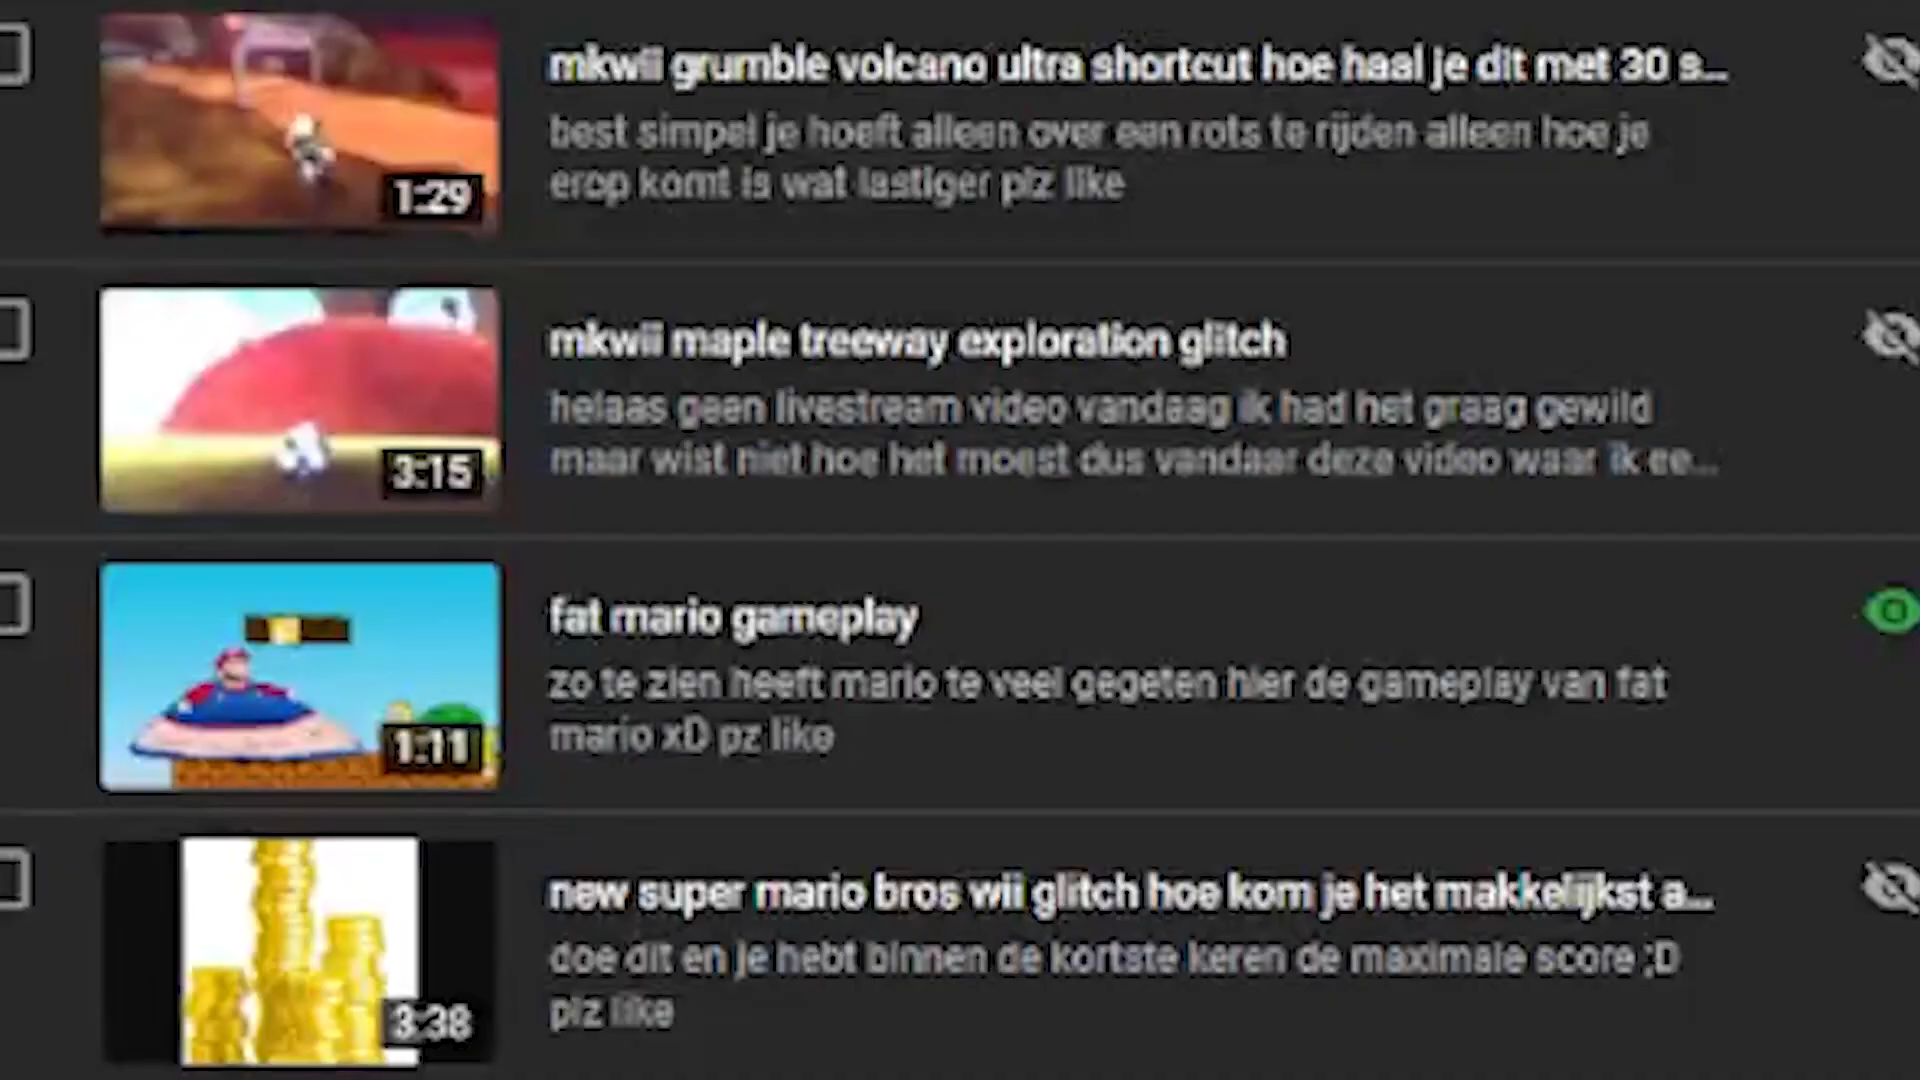 mkwii grumble volcano ultra shortcut hoe haal je dit met 30 s...
best simpel je hoeft alleen over een rots te rijden alleen hoe je
erop komt is wat lastiger plz like
1:29
mkwii maple treeway exploration glitch
helaas geen livestream video vandaag ik had het graag gewild
maar wist niet hoe het moest dus vandaar deze video waar ik ee...
3:15
fat mario gameplay
zo te zien heeft mario te veel gegeten hier de gameplay van fat
mario xD pz like
1:11
new super mario bros wii glitch hoe kom je het makkelijkst a...
doe dit en je hebt binnen de kortste keren de maximale score ;D
plz like
3:38